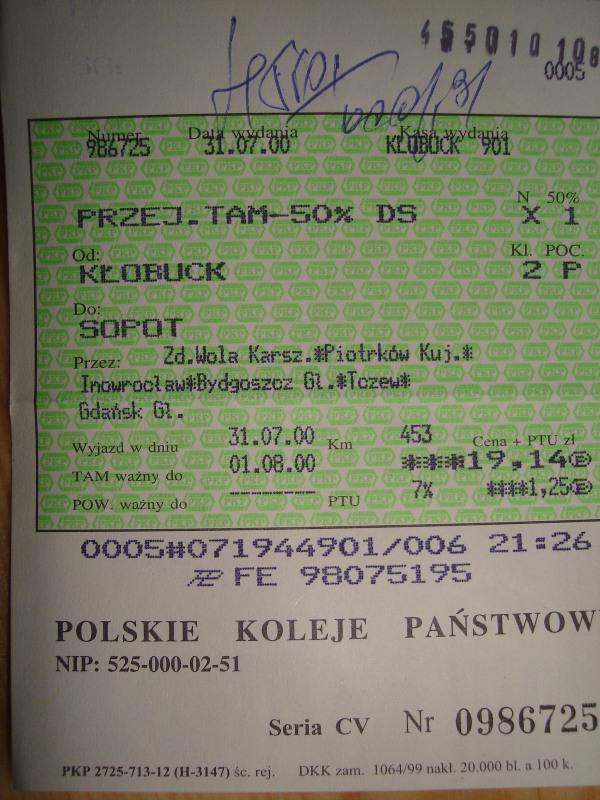 455010 108
0005
Numer Data wydania Kasa wydania
986725 31.07.00 KŁOBUCK 901
N 50%
PRZEJ.TAM-50% DS X 1
Od: Kl. POC.
KŁOBUCK 2 P
Do:
SOPOT
Przez: Zd.Wola Karsz.*Piotrków Kuj.*
Inowrocław*Bydgoszcz Gł.*Tczew*
Gdańsk Gł.
Wyjazd w dniu 31.07.00 Km 453 Cena + PTU zł
TAM ważny do 01.08.00 ***19,14
POW. ważny do ---------- PTU 7% ****1,25
0005#071944901/006 21:26
FE 98075195
POLSKIE KOLEJE PAŃSTWOW
NIP: 525-000-02-51
Seria CV Nr 0986725
PKP 2725-713-12 (H-3147) śc. rej. DKK zam. 1064/99 nakł. 20.000 bl. a 100 k.